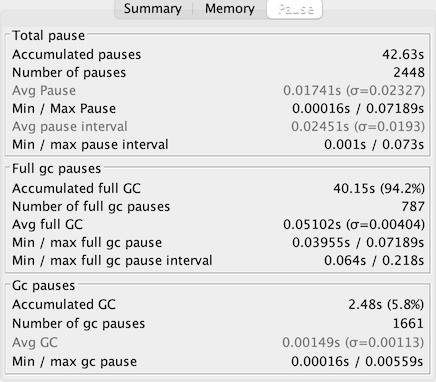 Summary Memory Pause
Total pause
Accumulated pauses 42.63s
Number of pauses 2448
Avg Pause 0.01741s (σ=0.02327)
Min / Max Pause 0.00016s / 0.07189s
Avg pause interval 0.02451s (σ=0.0193)
Min / max pause interval 0.001s / 0.073s
Full gc pauses
Accumulated full GC 40.15s (94.2%)
Number of full gc pauses 787
Avg full GC 0.05102s (σ=0.00404)
Min / max full gc pause 0.03955s / 0.07189s
Min / max full gc pause interval 0.064s / 0.218s
Gc pauses
Accumulated GC 2.48s (5.8%)
Number of gc pauses 1661
Avg GC 0.00149s (σ=0.00113)
Min / max gc pause 0.00016s / 0.00559s